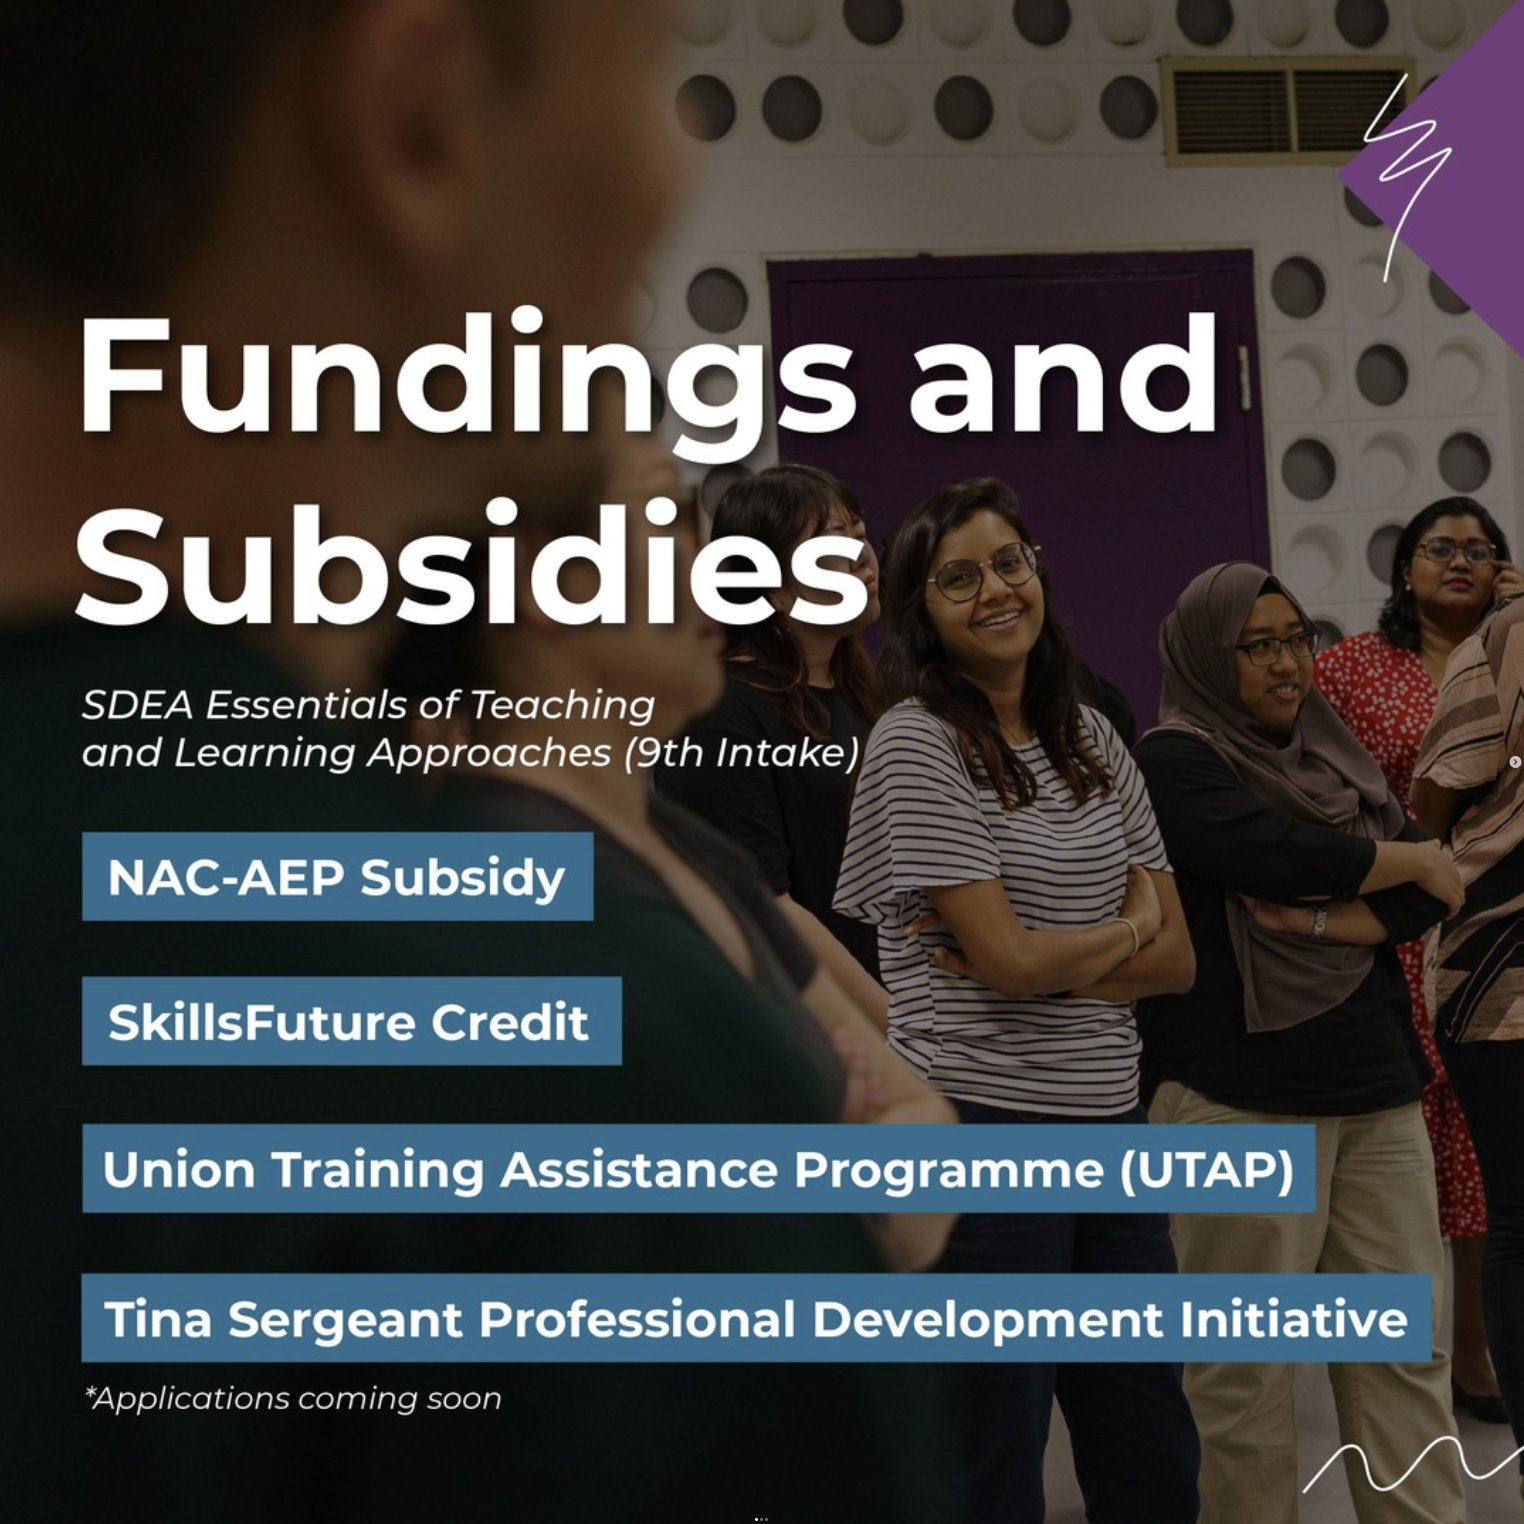 Fundings and
Subsidies
SDEA Essentials of Teaching
and Learning Approaches (9th Intake)
NAC-AEP Subsidy
SkillsFuture Credit
Union Training Assistance Programme (UTAP)
Tina Sergeant Professional Development Initiative
*Applications coming soon